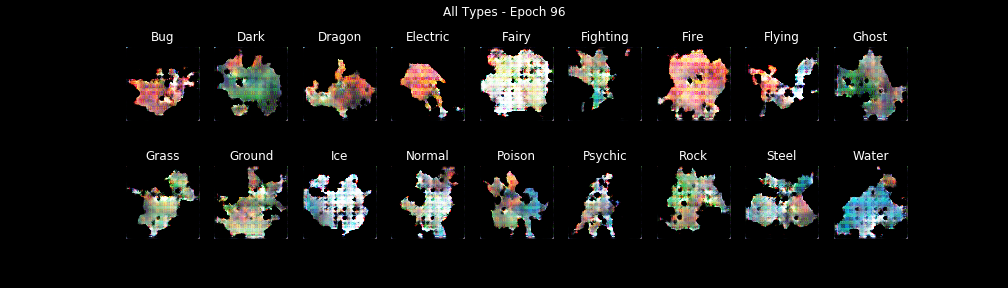 All Types - Epoch 96
Bug Dark Dragon Electric Fairy Fighting Fire Flying Ghost
Grass Ground Ice Normal Poison Psychic Rock Steel Water